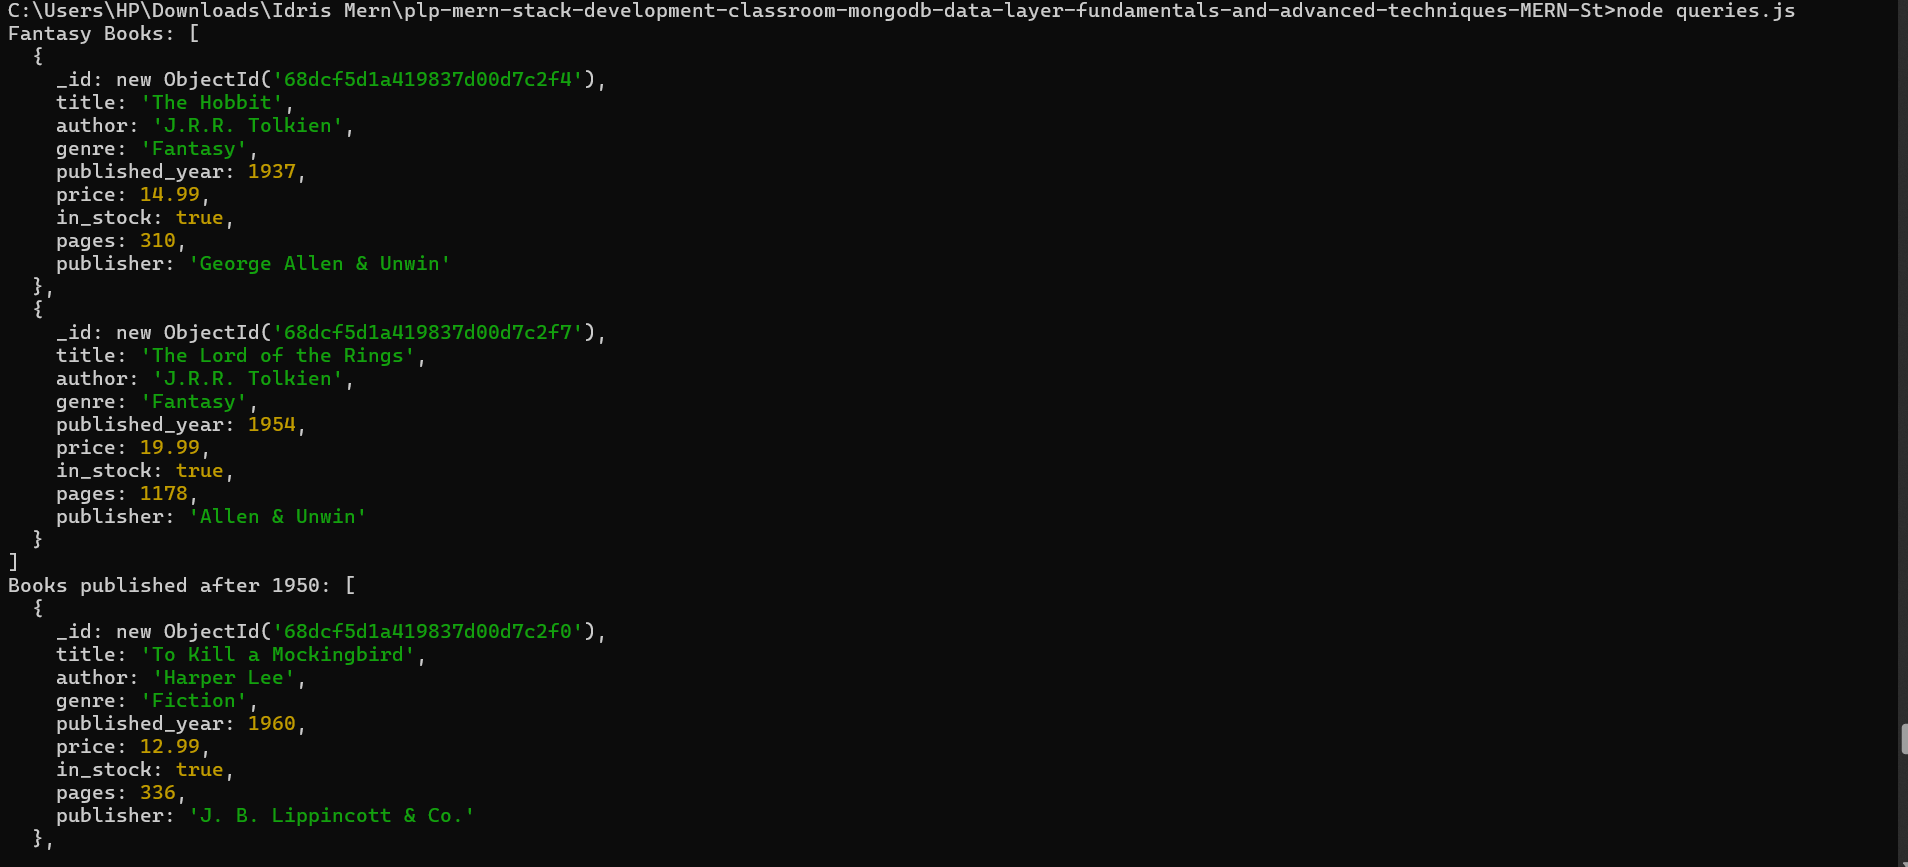 C:\Users\HP\Downloads\Idris Mern\plp-mern-stack-development-classroom-mongodb-data-layer-fundamentals-and-advanced-techniques-MERN-St>node queries.js
Fantasy Books: [
  {
    _id: new ObjectId('68dcf5d1a419837d00d7c2f4'),
    title: 'The Hobbit',
    author: 'J.R.R. Tolkien',
    genre: 'Fantasy',
    published_year: 1937,
    price: 14.99,
    in_stock: true,
    pages: 310,
    publisher: 'George Allen & Unwin'
  },
  {
    _id: new ObjectId('68dcf5d1a419837d00d7c2f7'),
    title: 'The Lord of the Rings',
    author: 'J.R.R. Tolkien',
    genre: 'Fantasy',
    published_year: 1954,
    price: 19.99,
    in_stock: true,
    pages: 1178,
    publisher: 'Allen & Unwin'
  }
]
Books published after 1950: [
  {
    _id: new ObjectId('68dcf5d1a419837d00d7c2f0'),
    title: 'To Kill a Mockingbird',
    author: 'Harper Lee',
    genre: 'Fiction',
    published_year: 1960,
    price: 12.99,
    in_stock: true,
    pages: 336,
    publisher: 'J. B. Lippincott & Co.'
  },